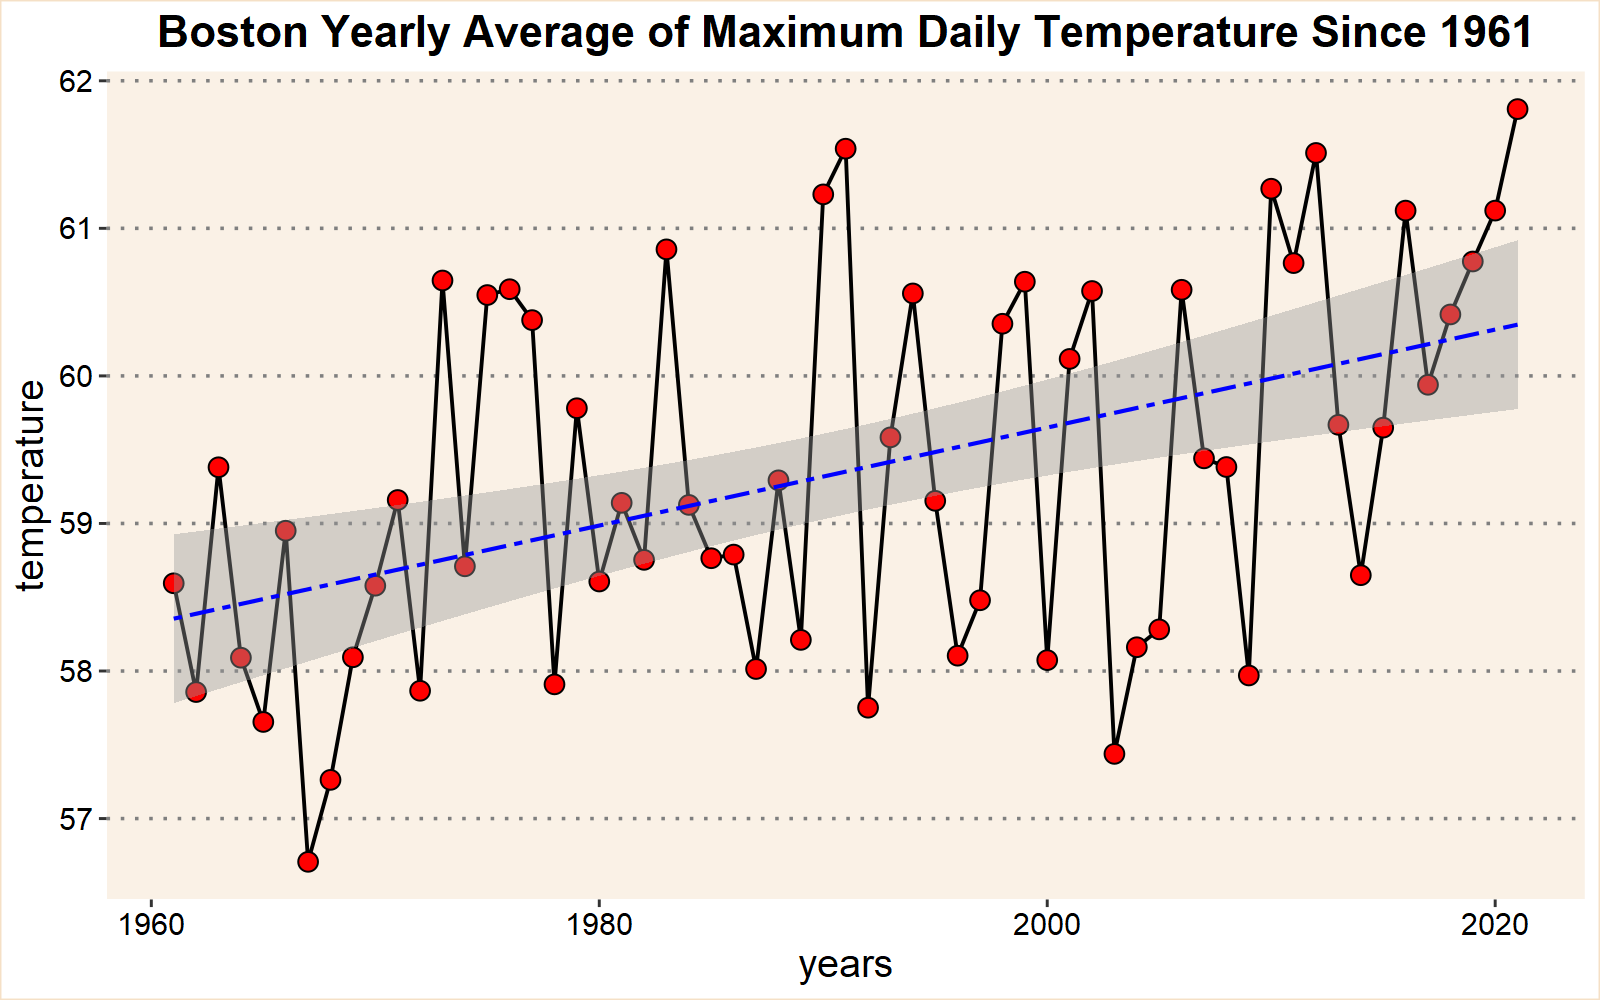 Boston Yearly Average of Maximum Daily Temperature Since 1961
62
61
60
59
58
57
temperature
1960 1980 2000 2020
years